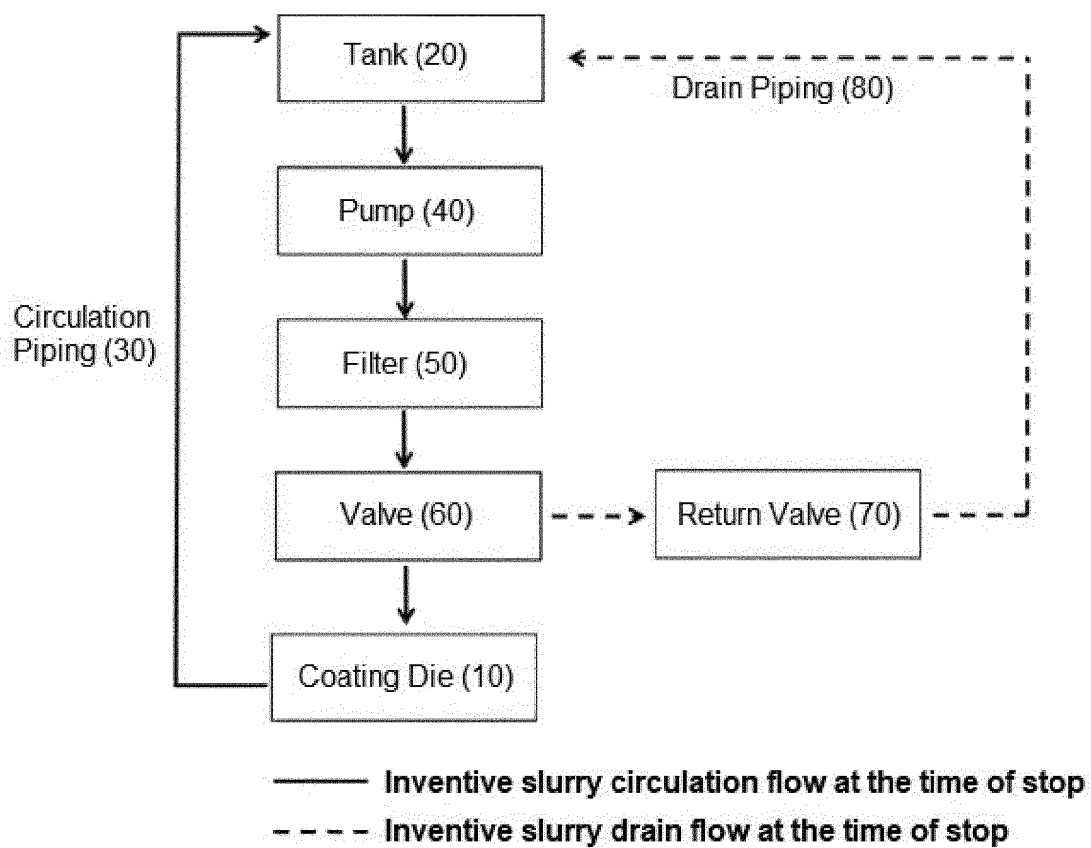 Tank (20)
Drain Piping (80)
Pump (40)
Circulation
Piping (30)
Filter (50)
Valve (60)
Return Valve (70)
Coating Die (10)
Inventive slurry circulation flow at the time of stop
Inventive slurry drain flow at the time of stop